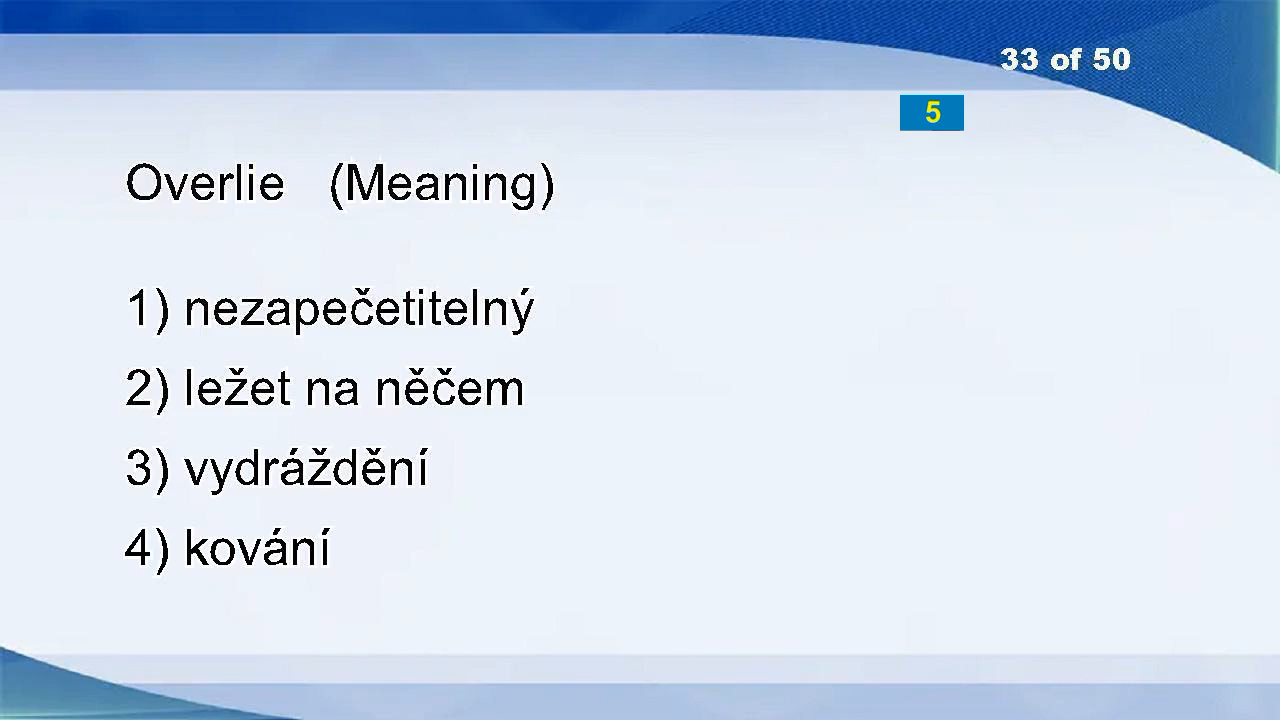 33 of 50
5
Overlie (Meaning)
1) nezapečetitelný
2) ležet na něčem
3) vydráždění
4) kování